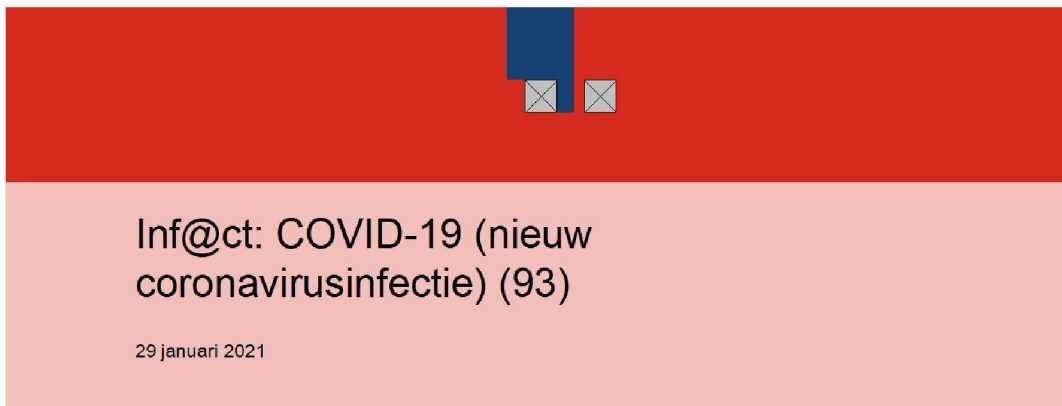 Inf@ct: COVID-19 (nieuw
coronavirusinfectie) (93)
29 januari 2021